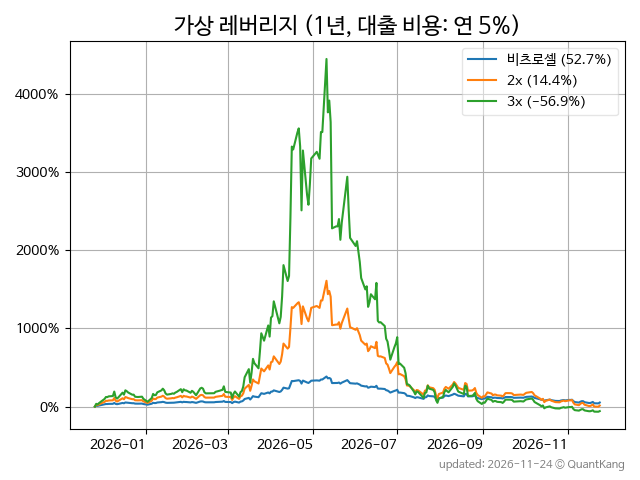 가상 레버리지 (1년, 대출 비용: 연 5%)
비츠로셀 (52.7%)
2x (14.4%)
3x (-56.9%)
4000%
3000%
2000%
1000%
0%
2026-01 2026-03 2026-05 2026-07 2026-09 2026-11
updated: 2026-11-24 © QuantKang